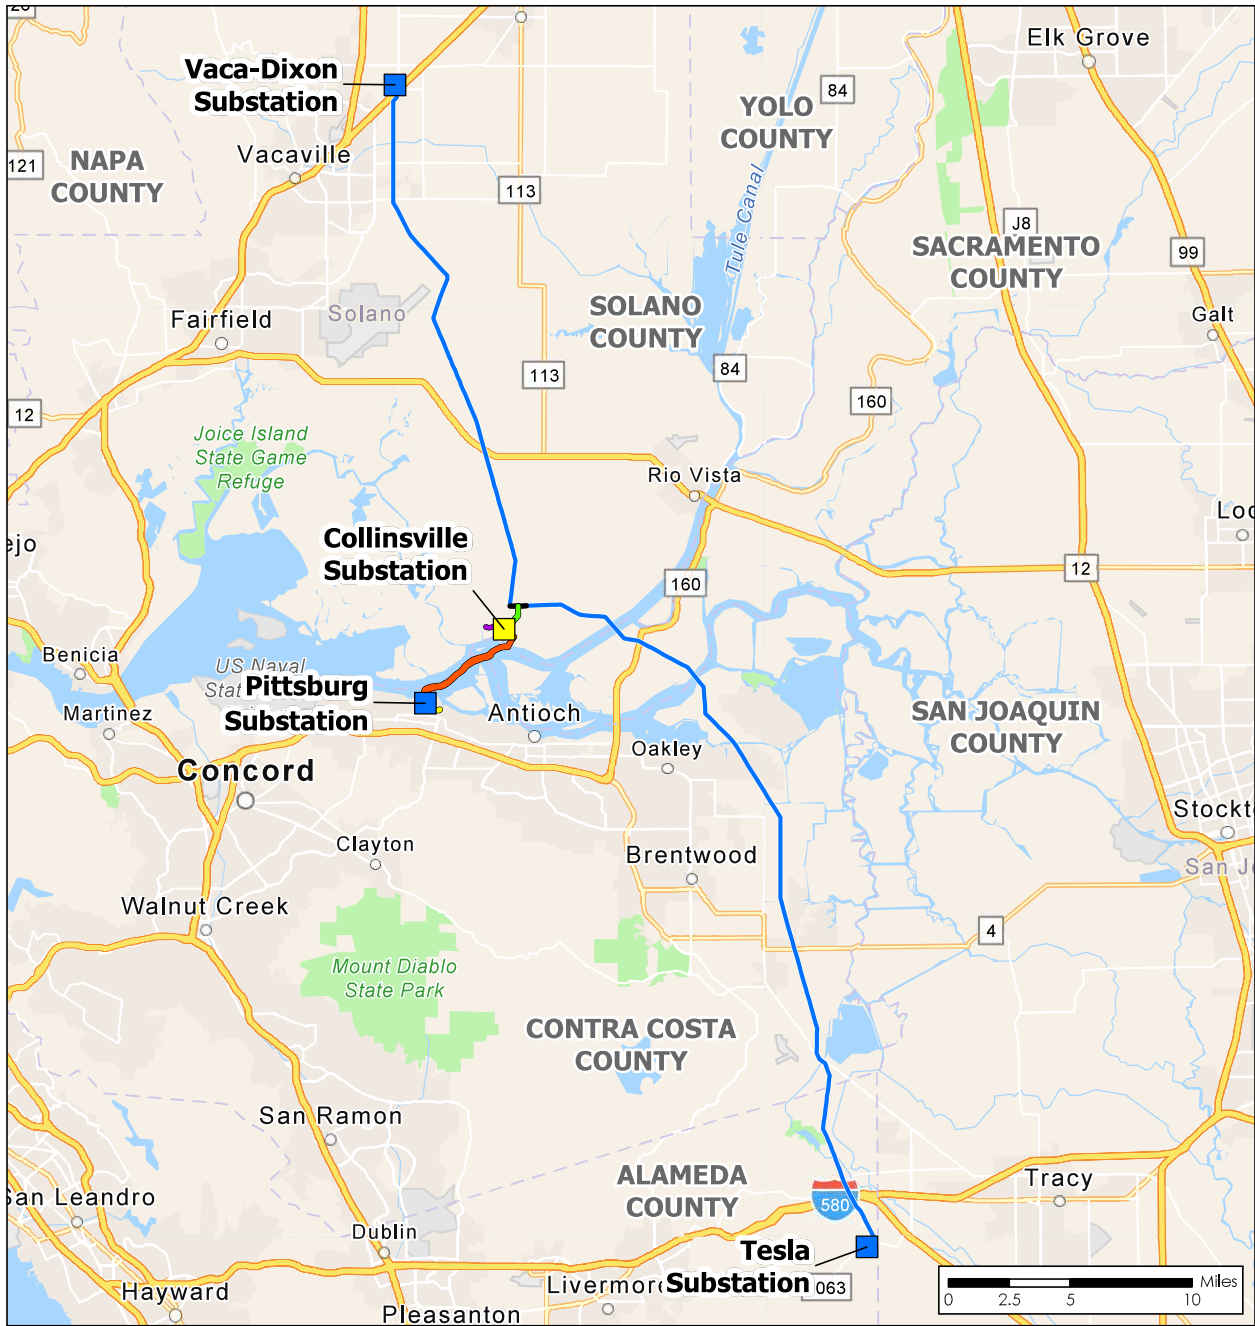 Elk Grove
Vaca-Dixon
Substation
84
YOLO
COUNTY
121
NAPA
COUNTY
Vacaville
113
Tule Canal
J8
SACRAMENTO
COUNTY
99
SOLANO
COUNTY
Solano
Fairfield
Galt
84
113
160
12
Joice Island
State Game
Refuge
Rio Vista
Collinsville
Substation
12
160
Benicia
US Naval
Pittsburg
Substation
Martinez
Antioch
SAN JOAQUIN
COUNTY
Oakley
Concord
Clayton
Brentwood
Walnut Creek
4
Mount Diablo
State Park
CONTRA COSTA
COUNTY
San Ramon
ALAMEDA
COUNTY
Tracy
580
San Leandro
Dublin
Tesla
Substation
Livermore
063
Hayward
Pleasanton
Miles
0 2.5 5 10